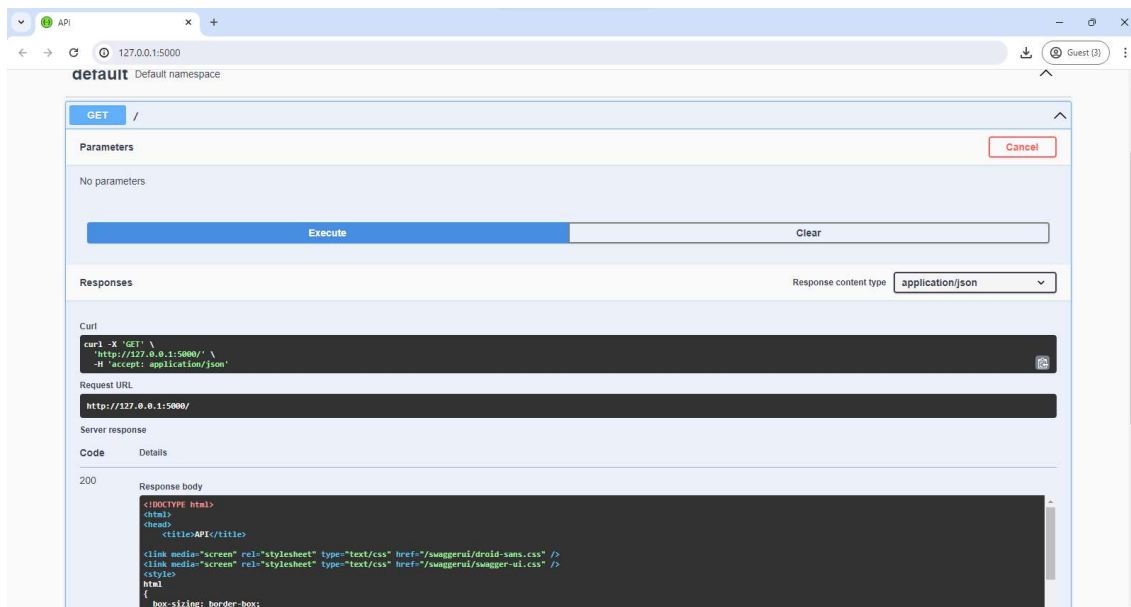 API
127.0.0.1:5000
Guest (3)
default Default namespace
GET /
Parameters
Cancel
No parameters
Execute
Clear
Responses
Response content type
application/json
Curl
curl -X 'GET' \
'http://127.0.0.1:5000/' \
-H 'accept: application/json'
Request URL
http://127.0.0.1:5000/
Server response
Code Details
200
Response body
<!DOCTYPE html>
<html>
<head>
<title>API</title>
<link media="screen" rel="stylesheet" type="text/css" href="/swaggerui/droid-sans.css" />
<link media="screen" rel="stylesheet" type="text/css" href="/swaggerui/swagger-ui.css" />
<style>
html
{
box-sizing: border-box;